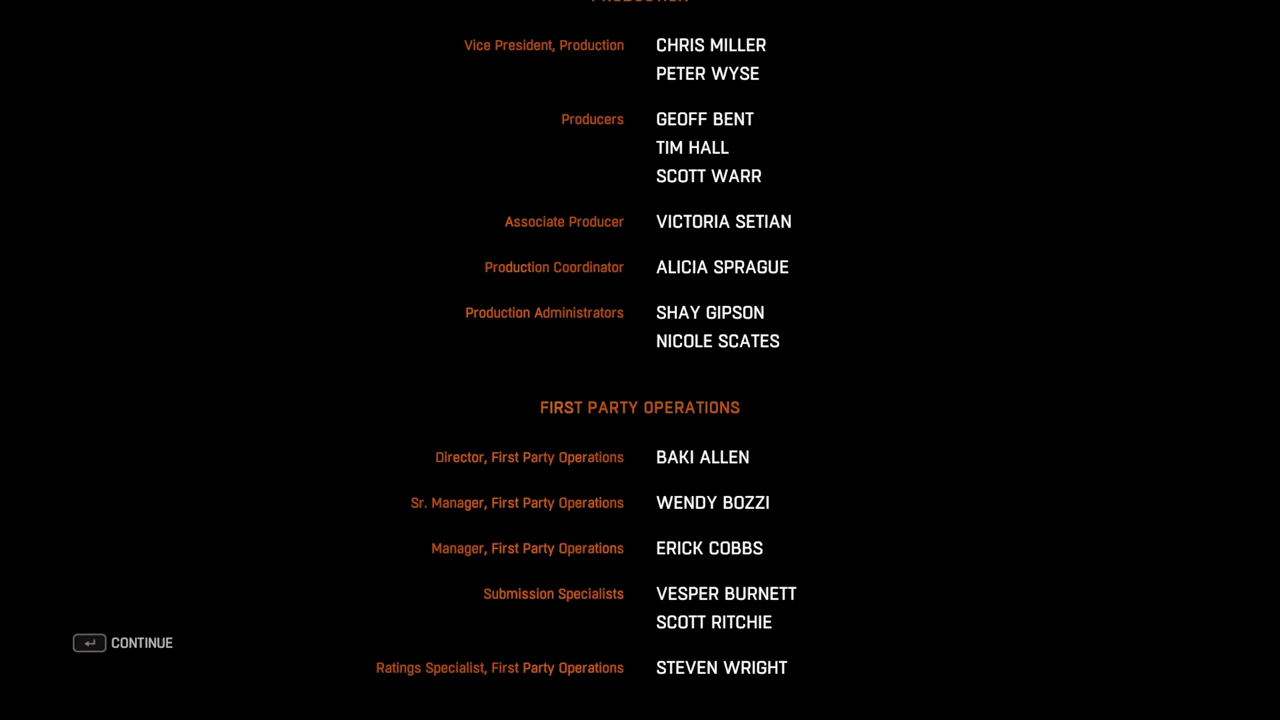 PRODUCTION
Vice President, Production CHRIS MILLER
PETER WYSE
Producers GEOFF BENT
TIM HALL
SCOTT WARR
Associate Producer VICTORIA SETIAN
Production Coordinator ALICIA SPRAGUE
Production Administrators SHAY GIPSON
NICOLE SCATES
FIRST PARTY OPERATIONS
Director, First Party Operations BAKI ALLEN
Sr. Manager, First Party Operations WENDY BOZZI
Manager, First Party Operations ERICK COBBS
Submission Specialists VESPER BURNETT
SCOTT RITCHIE
CONTINUE
Ratings Specialist, First Party Operations STEVEN WRIGHT